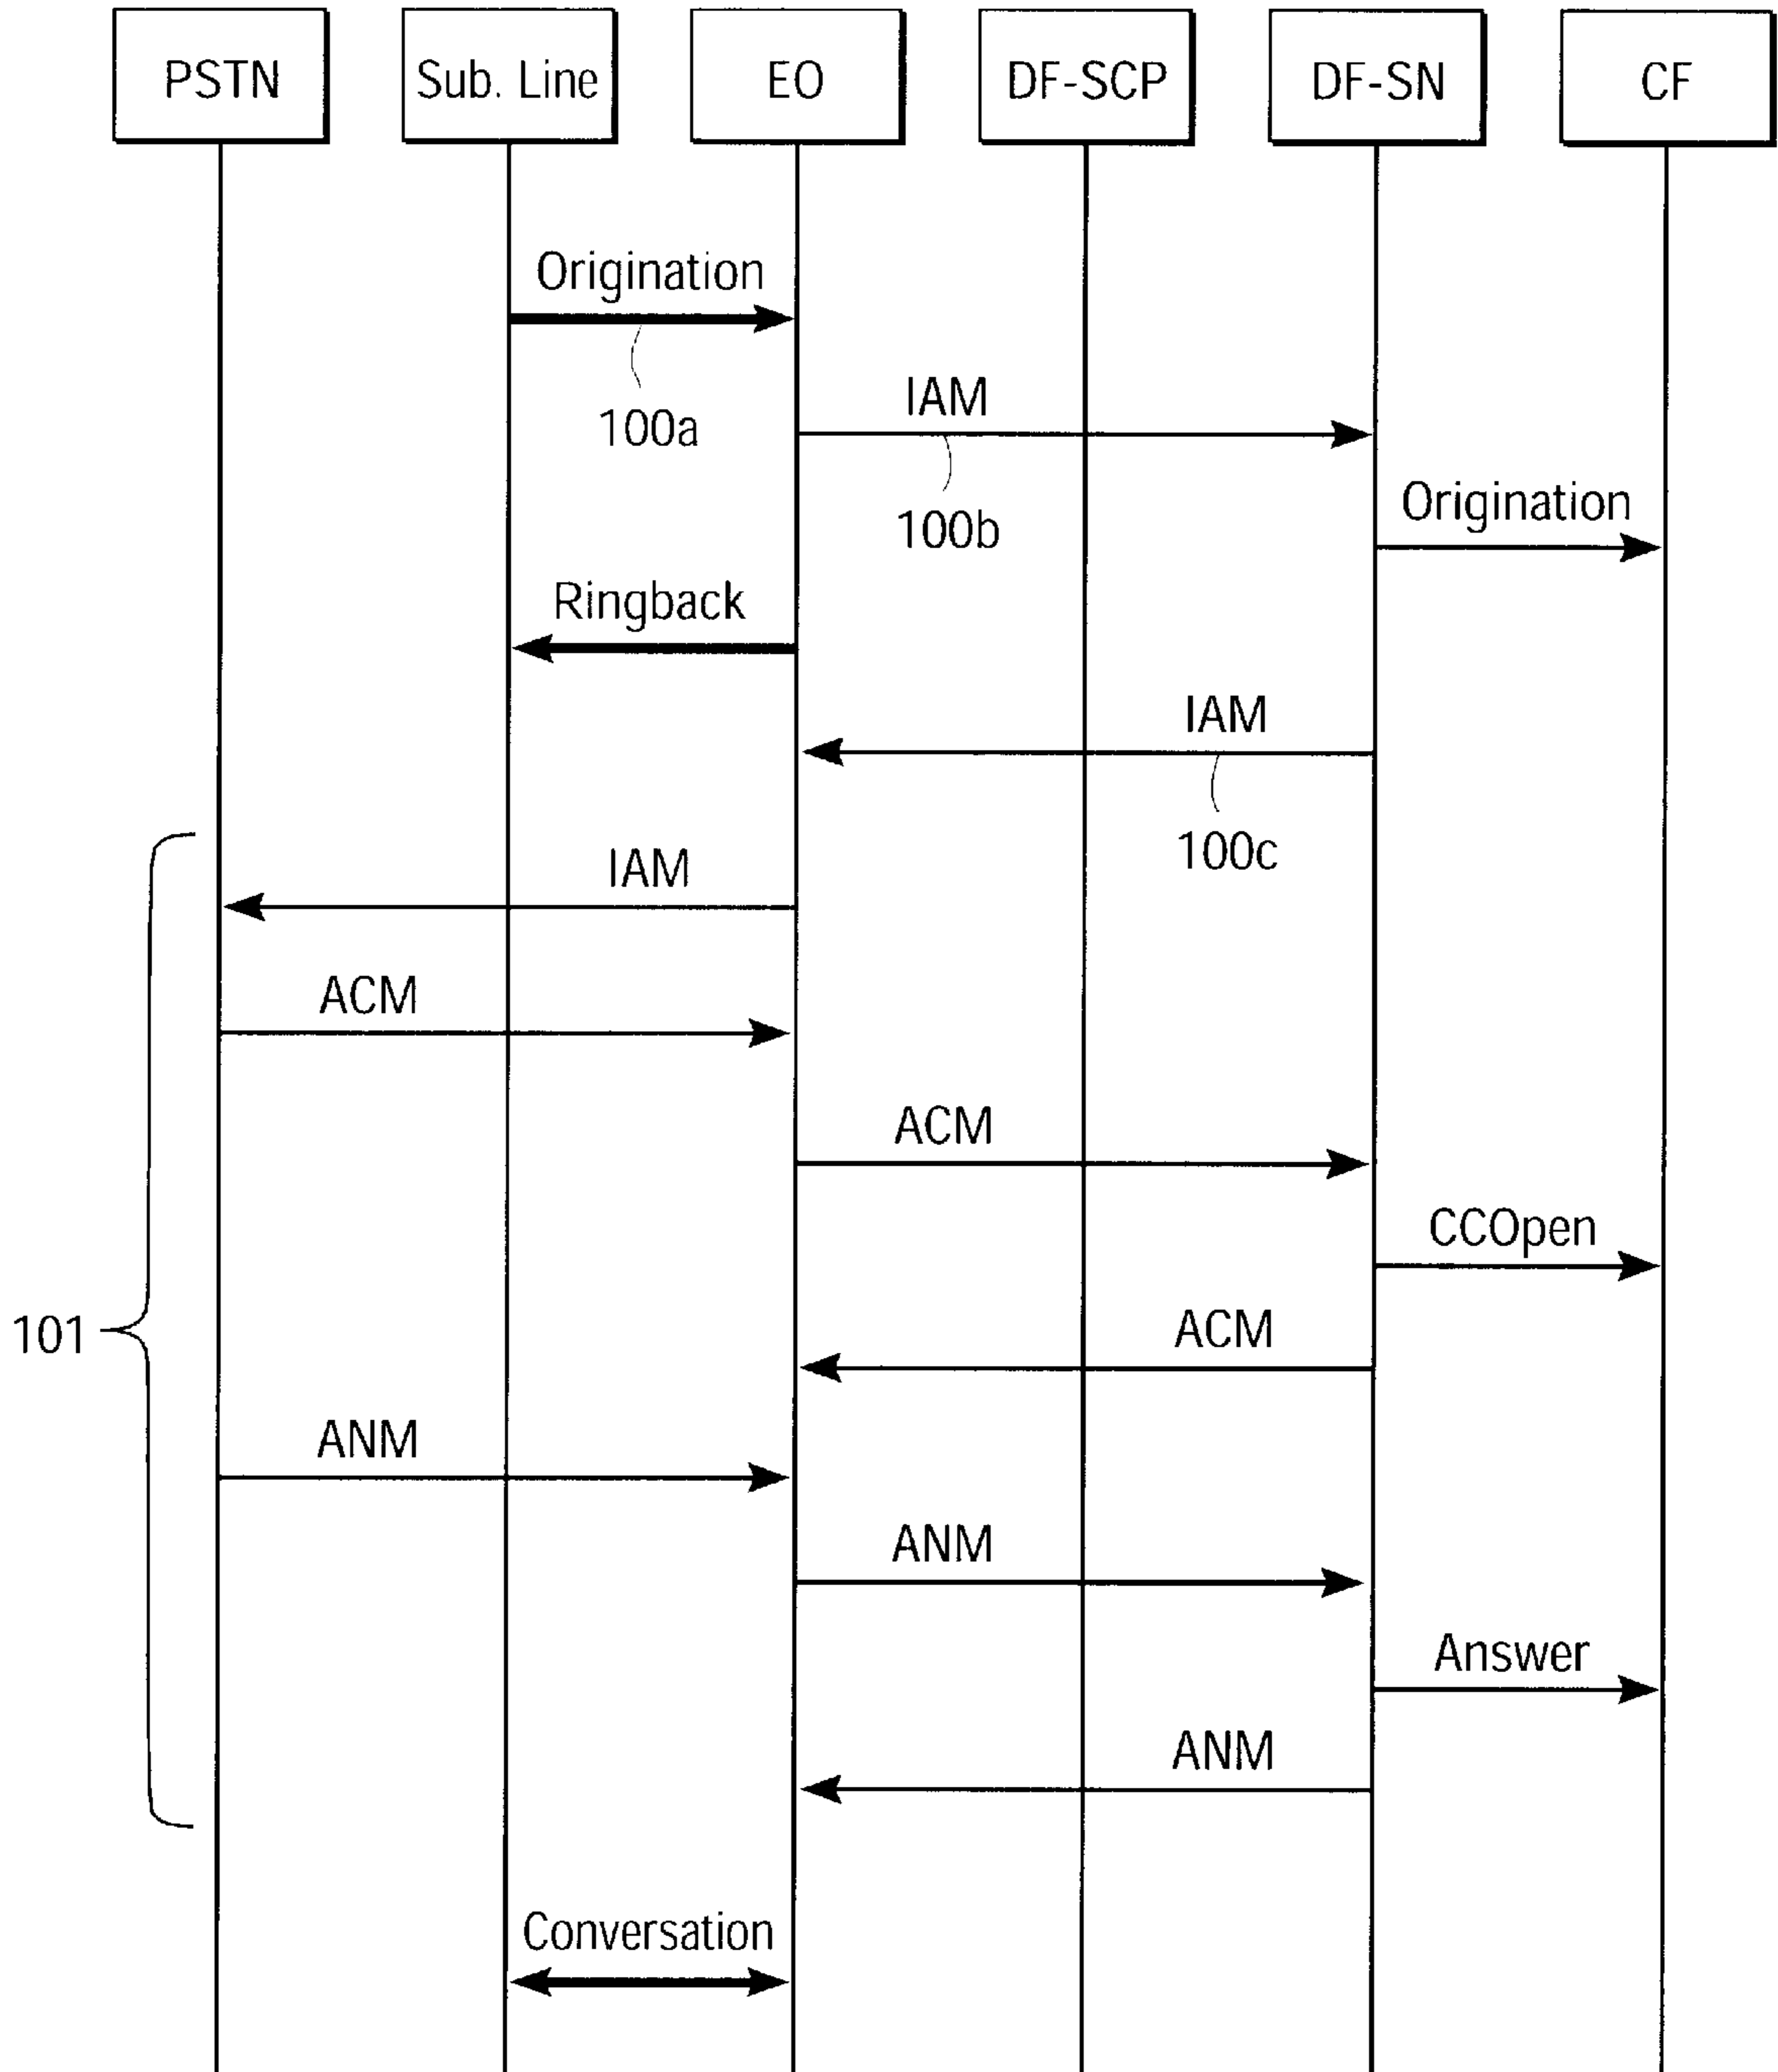 PSTN
Sub. Line
EO
DF-SCP
DF-SN
CF
Origination
100a
IAM
100b
Origination
Ringback
IAM
100c
IAM
ACM
ACM
CCOpen
101
ACM
ANM
ANM
Answer
ANM
Conversation